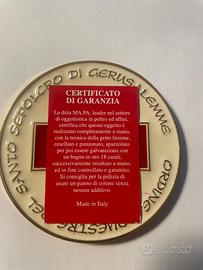 ORDINE EQUESTRE DEL SANTO SEPOLCRO DI GERUSALEMME
CERTIFICATO
DI GARANZIA
La ditta MA.PA. leader nel settore
di oggettistica in peltro ed affini,
certifica che questo oggetto è
realizzato completamente a mano,
con la tecnica della getto fusione,
cesellato e punzonato, sparzzolato
per poi essere galvanizzato con
un bagno in oro 18 carati,
successivamente smaltato a mano,
ed in fine controllato e garantito.
Si consiglia per la pulizia di
usare un panno di cotone senza
nessun additivo.
Made in Italy
Subito